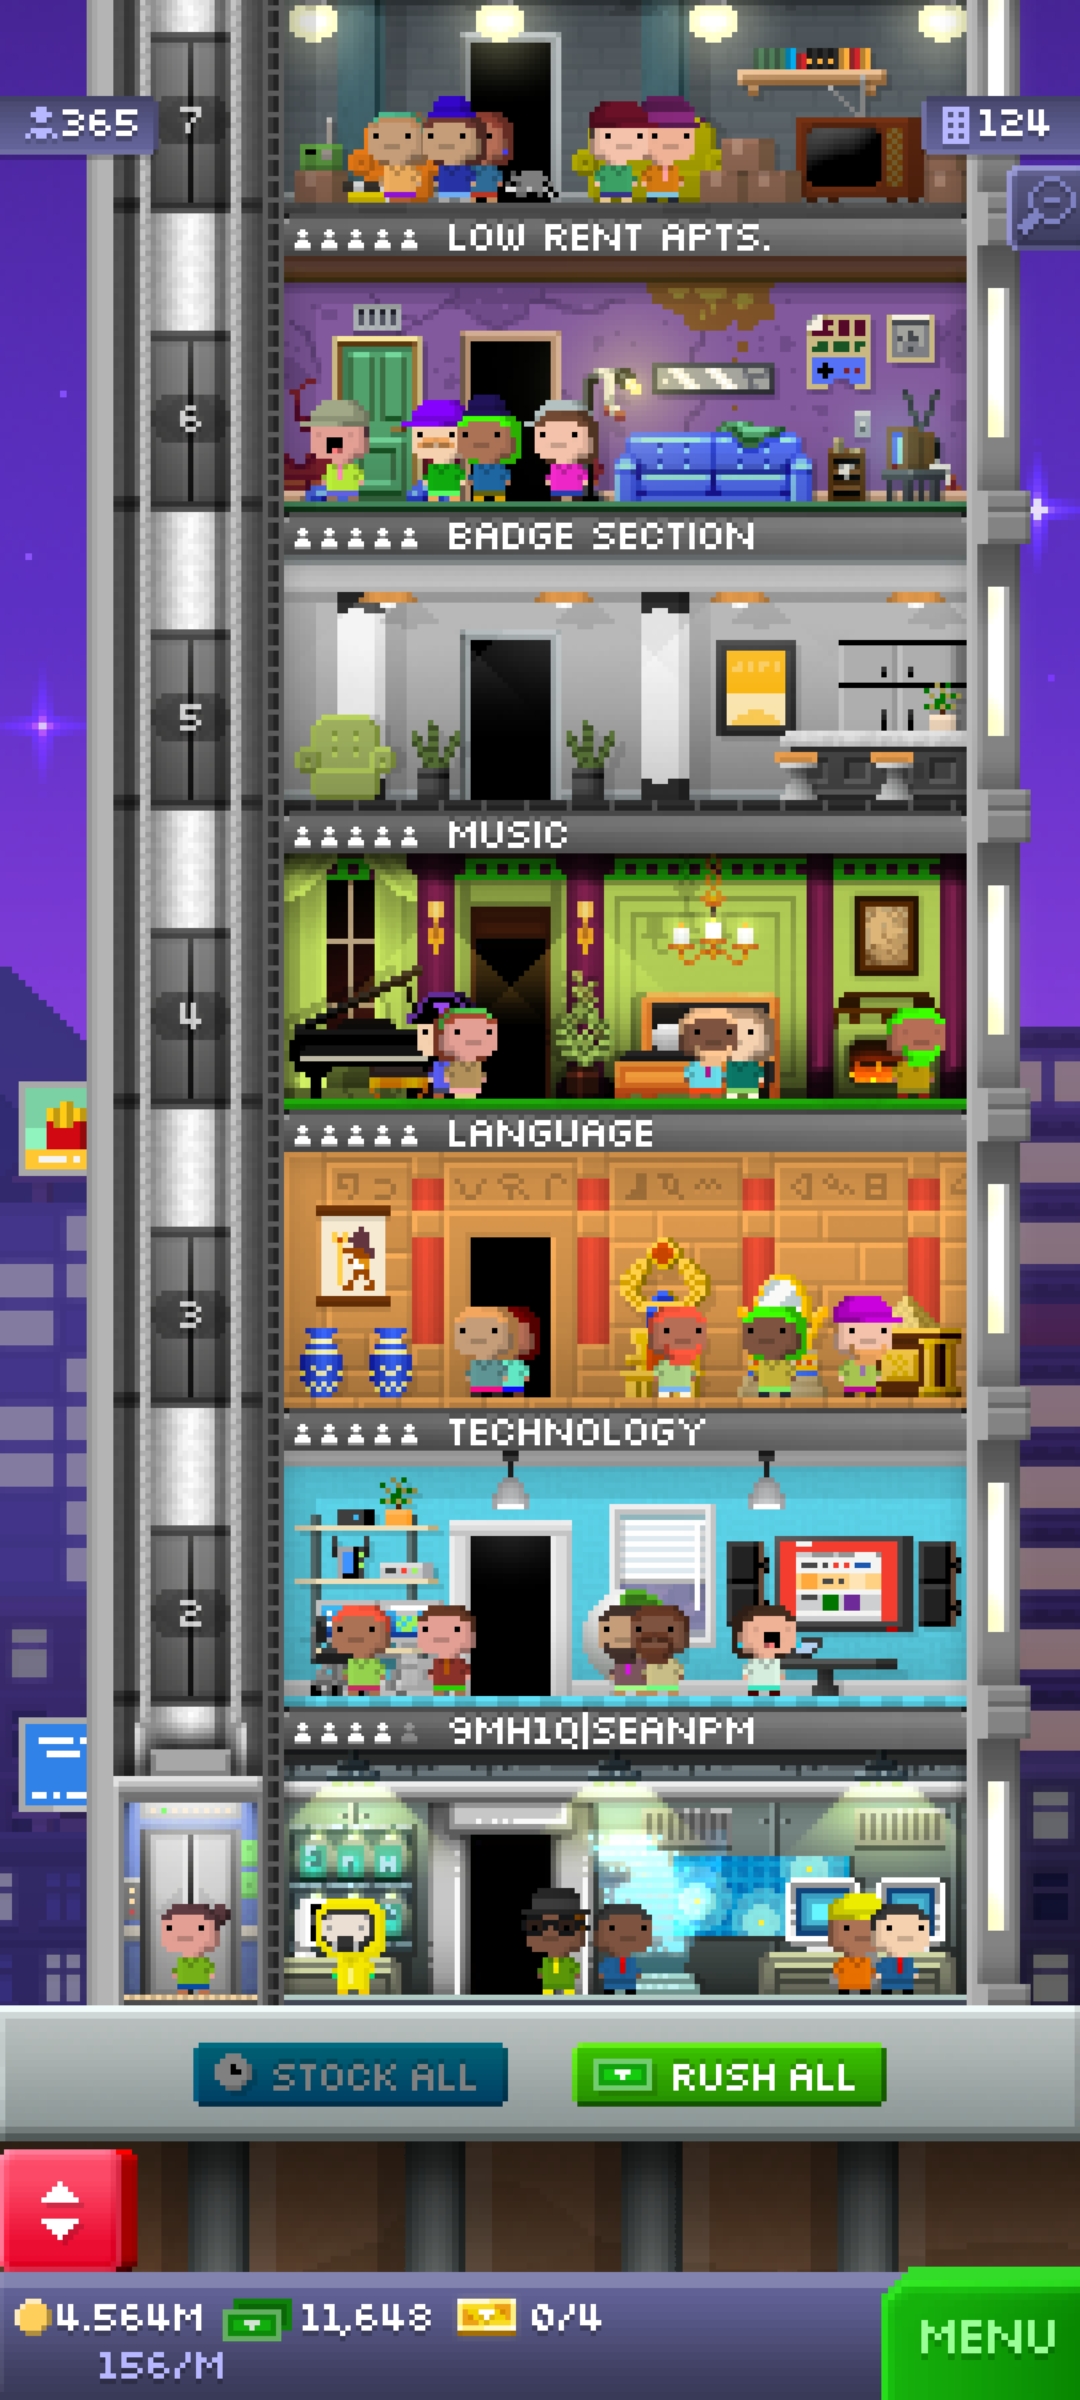 365
7
124
LOW RENT APTS.
6
BADGE SECTION
5
MUSIC
4
LANGUAGE
3
TECHNOLOGY
2
9MH1Q|SEANPM
STOCK ALL
RUSH ALL
4.564M
11,648
0/4
156/M
MENU